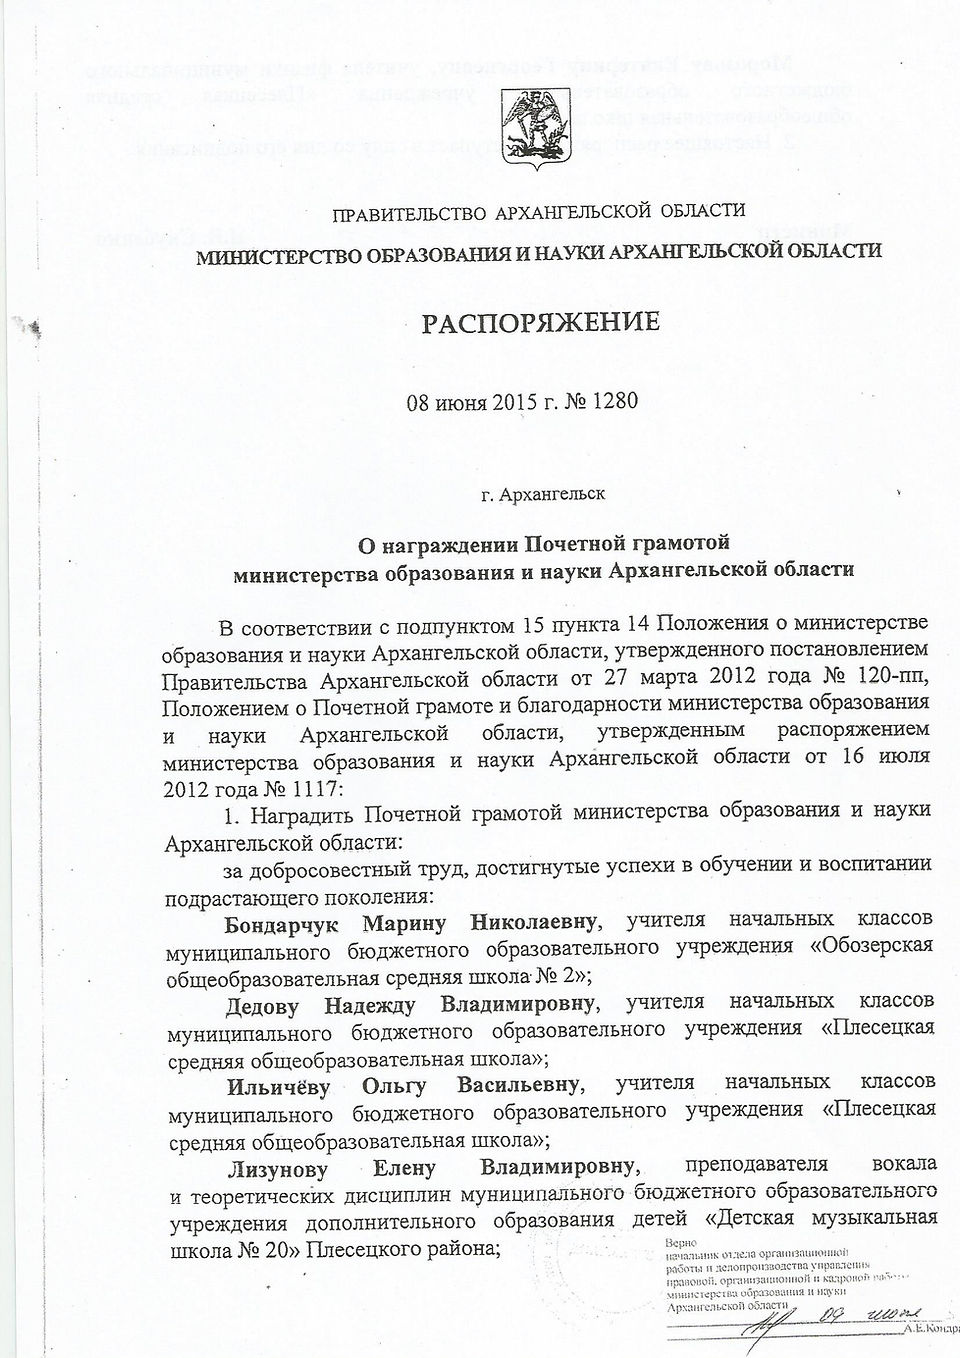 ПРАВИТЕЛЬСТВО АРХАНГЕЛЬСКОЙ ОБЛАСТИ
МИНИСТЕРСТВО ОБРАЗОВАНИЯ И НАУКИ АРХАНГЕЛЬСКОЙ ОБЛАСТИ
РАСПОРЯЖЕНИЕ
08 июня 2015 г. № 1280
г. Архангельск
О награждении Почетной грамотой
министерства образования и науки Архангельской области
В соответствии с подпунктом 15 пункта 14 Положения о министерстве
образования и науки Архангельской области, утвержденного постановлением
Правительства Архангельской области от 27 марта 2012 года № 120-пп,
Положением о Почетной грамоте и благодарности министерства образования
и науки Архангельской области, утвержденным распоряжением
министерства образования и науки Архангельской области от 16 июля
2012 года № 1117:
1. Наградить Почетной грамотой министерства образования и науки
Архангельской области:
за добросовестный труд, достигнутые успехи в обучении и воспитании
подрастающего поколения:
Бондарчук Марину Николаевну, учителя начальных классов
муниципального бюджетного образовательного учреждения «Обозерская
общеобразовательная средняя школа № 2»;
Дедову Надежду Владимировну, учителя начальных классов
муниципального бюджетного образовательного учреждения «Плесецкая
средняя общеобразовательная школа»;
Ильичёву Ольгу Васильевну, учителя начальных классов
муниципального бюджетного образовательного учреждения «Плесецкая
средняя общеобразовательная школа»;
Лизунову Елену Владимировну, преподавателя вокала
и теоретических дисциплин муниципального бюджетного образовательного
учреждения дополнительного образования детей «Детская музыкальная
школа № 20» Плесецкого района;
Верно
начальник отдела организационной
работы и делопроизводства управления
правовой, организационной и кадровой работы
министерства образования и науки
Архангельской области
09 июня
А.Е.Кондра